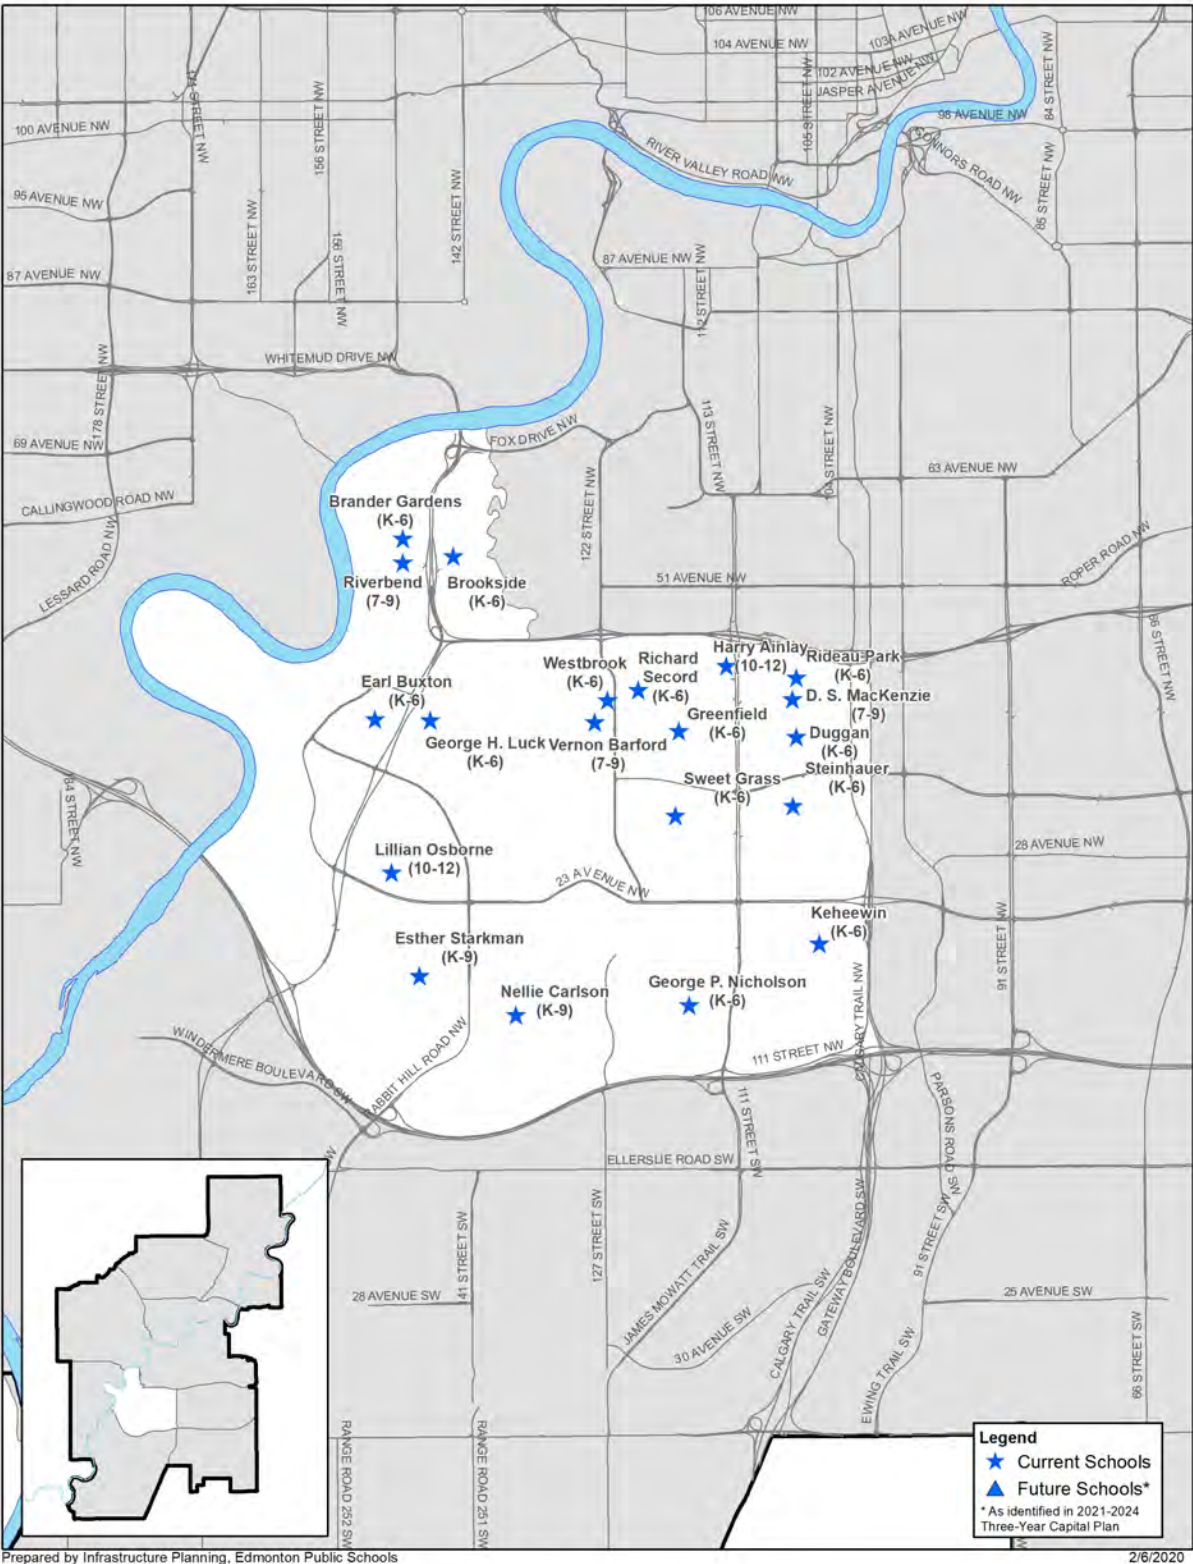 106 AVENUE NW
104 AVENUE NW
103A AVENUE NW
102 AVENUE NW
JASPER AVENUE NW
105 STREET NW
98 AVENUE NW
84 STREET NW
CONNORS ROAD NW
85 STREET NW
RIVER VALLEY ROAD NW
100 AVENUE NW
STREET NW
156 STREET NW
95 AVENUE NW
163 STREET NW
142 STREET NW
87 AVENUE NW
STREET NW
87 AVENUE NW
112 STREET NW
WHITEMUD DRIVE NW
178 STREET NW
69 AVENUE NW
FOX DRIVE NW
113 STREET NW
STREET NW
63 AVENUE NW
CALLINGWOOD ROAD NW
LESSARD ROAD NW
122 STREET NW
51 AVENUE NW
ROPER ROAD NW
66 STREET NW
Brander Gardens
(K-6)
Riverbend
(7-9)
Brookside
(K-6)
Harry Ainlay
(10-12)
Rideau Park
(K-6)
Richard
Secord
(K-6)
Westbrook
(K-6)
D. S. MacKenzie
(7-9)
Earl Buxton
(K-6)
Greenfield
(K-6)
George H. Luck
(K-6)
Vernon Barford
(7-9)
Duggan
(K-6)
Steinhauer
(K-6)
Sweet Grass
(K-6)
184 STREET NW
28 AVENUE NW
Lillian Osborne
(10-12)
23 AVENUE NW
Keheewin
(K-6)
91 STREET NW
Esther Starkman
(K-9)
Nellie Carlson
(K-9)
George P. Nicholson
(K-6)
CALGARY TRAIL NW
WINDERMERE BOULEVARD SW
RABBIT HILL ROAD NW
111 STREET NW
111 STREET SW
PARSONS ROAD SW
ELLERSLIE ROAD SW
127 STREET SW
41 STREET SW
JAMES MOWATT TRAIL SW
GATEWAY BOULEVARD SW
91 STREET SW
28 AVENUE SW
25 AVENUE SW
30 AVENUE SW
CALGARY TRAIL SW
EWING TRAIL SW
66 STREET SW
RANGE ROAD 252 SW
RANGE ROAD 251 SW
Legend
Current Schools
Future Schools*
* As identified in 2021-2024
Three-Year Capital Plan
Prepared by Infrastructure Planning, Edmonton Public Schools
2/6/2020